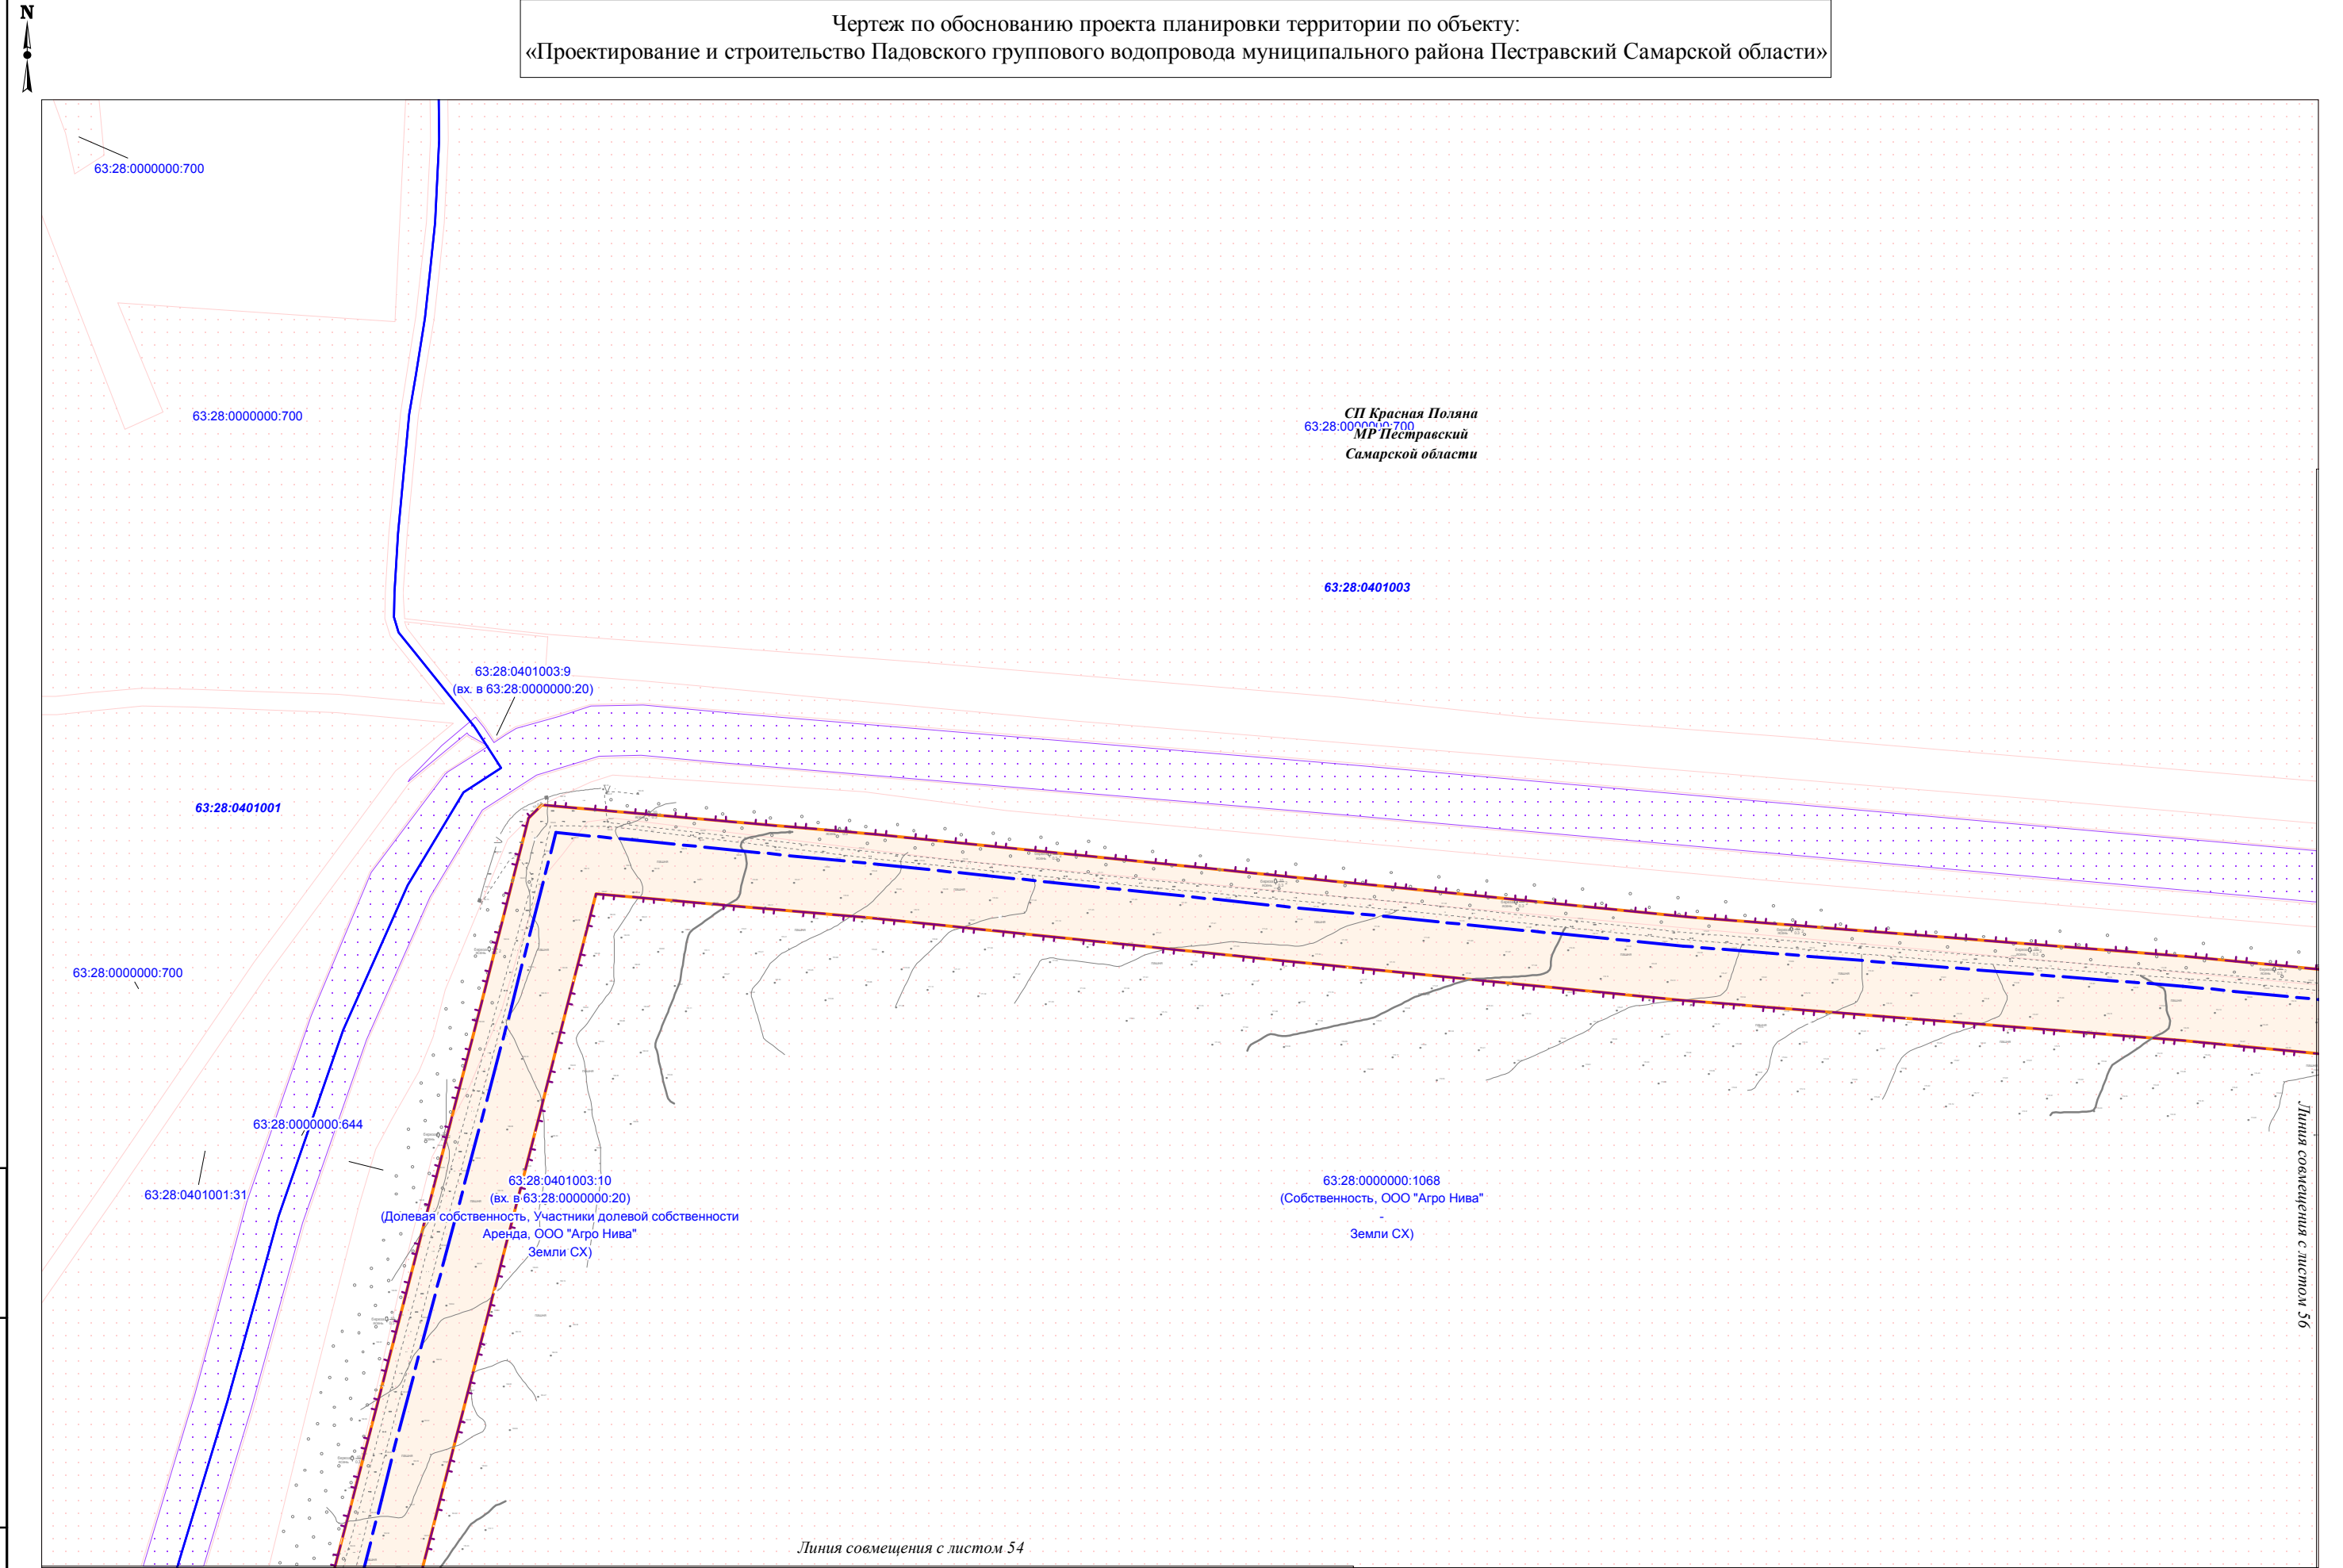 N
Чертеж по обоснованию проекта планировки территории по объекту:
«Проектирование и строительство Падовского группового водопровода муниципального района Пестравский Самарской области»
63:28:0000000:700
63:28:0000000:700
СП Красная Поляна
63:28:0000000:700
МР Пестравский
Самарской области
63:28:0401003
63:28:0401003:9
(вх. в 63:28:0000000:20)
63:28:0401001
63:28:0000000:700
63:28:0000000:644
63:28:0401001:31
63:28:0401003:10
(вх. в 63:28:0000000:20)
(Долевая собственность, Участники долевой собственности
Аренда, ООО "Агро Нива"
Земли СХ)
63:28:0000000:1068
(Собственность, ООО "Агро Нива"
-
Земли СХ)
Линия совмещения с листом 56
Линия совмещения с листом 54